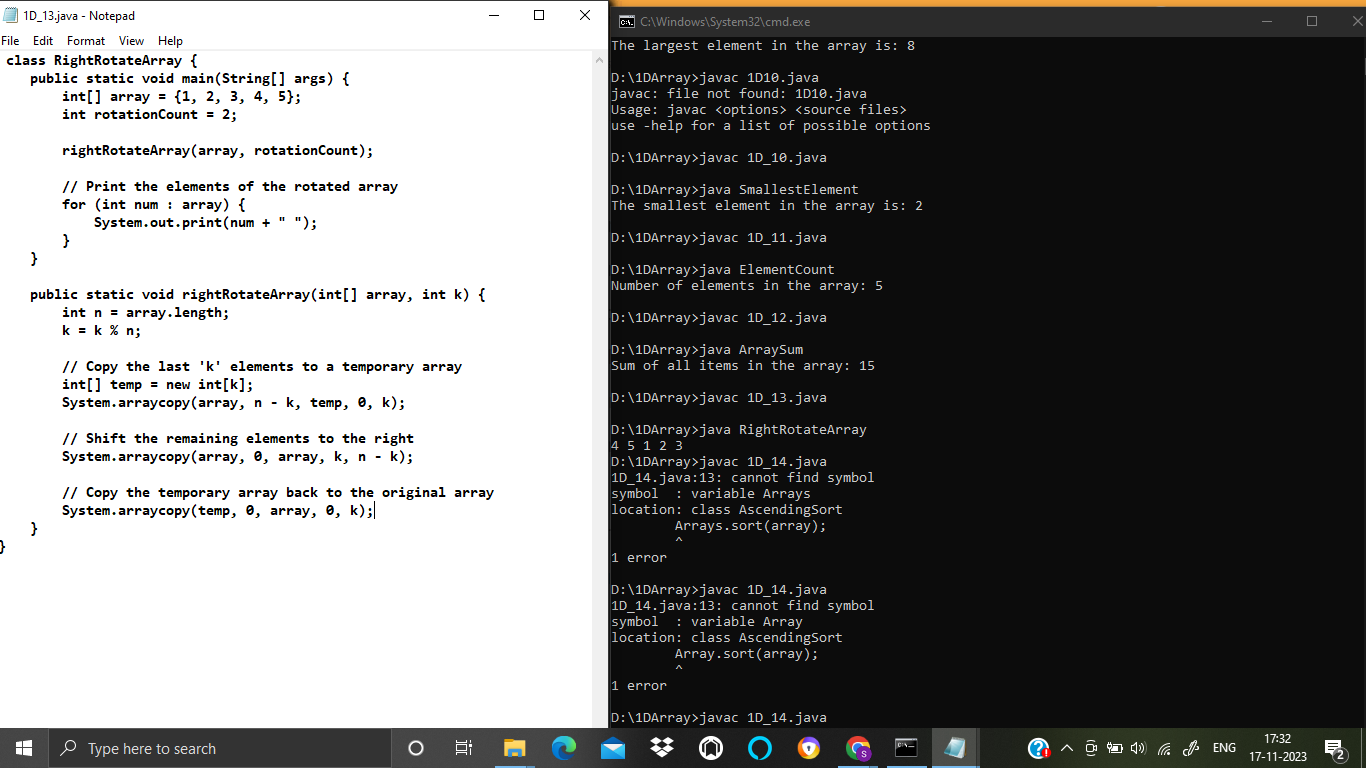 1D_13.java - Notepad
File Edit Format View Help
class RightRotateArray {
public static void main(String[] args) {
int[] array = {1, 2, 3, 4, 5};
int rotationCount = 2;
rightRotateArray(array, rotationCount);
// Print the elements of the rotated array
for (int num : array) {
System.out.print(num + " ");
}
}
public static void rightRotateArray(int[] array, int k) {
int n = array.length;
k = k % n;
// Copy the last 'k' elements to a temporary array
int[] temp = new int[k];
System.arraycopy(array, n - k, temp, 0, k);
// Shift the remaining elements to the right
System.arraycopy(array, 0, array, k, n - k);
// Copy the temporary array back to the original array
System.arraycopy(temp, 0, array, 0, k);
}
}
C:\Windows\System32\cmd.exe
The largest element in the array is: 8
D:\1DArray>javac 1D10.java
javac: file not found: 1D10.java
Usage: javac <options> <source files>
use -help for a list of possible options
D:\1DArray>javac 1D_10.java
D:\1DArray>java SmallestElement
The smallest element in the array is: 2
D:\1DArray>javac 1D_11.java
D:\1DArray>java ElementCount
Number of elements in the array: 5
D:\1DArray>javac 1D_12.java
D:\1DArray>java ArraySum
Sum of all items in the array: 15
D:\1DArray>javac 1D_13.java
D:\1DArray>java RightRotateArray
4 5 1 2 3
D:\1DArray>javac 1D_14.java
1D_14.java:13: cannot find symbol
symbol  : variable Arrays
location: class AscendingSort
Arrays.sort(array);
^
1 error
D:\1DArray>javac 1D_14.java
1D_14.java:13: cannot find symbol
symbol  : variable Array
location: class AscendingSort
Array.sort(array);
^
1 error
D:\1DArray>javac 1D_14.java
Type here to search
ENG
17:32
17-11-2023
2